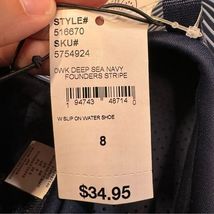 STYLE#
516670
SKU#
5754924
DWK DEEP SEA NAVY
FOUNDERS STRIPE
1 94743 48714 0
W SLIP ON WATER SHOE
8
$34.95